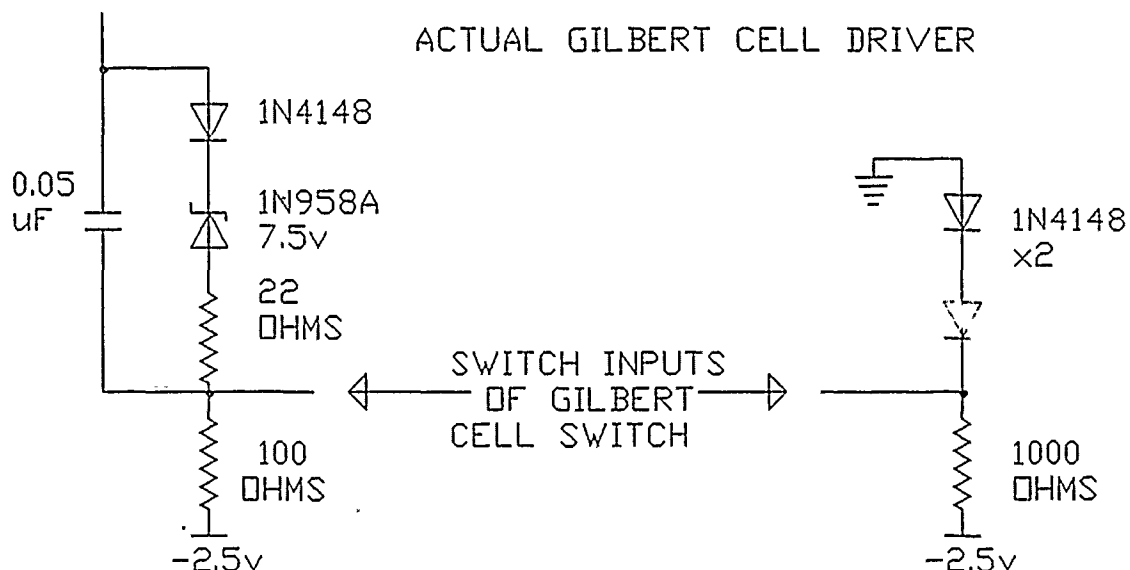 ACTUAL GILBERT CELL DRIVER
1N4148
0.05
uF
1N958A
7.5v
22
OHMS
100
OHMS
-2.5v
SWITCH INPUTS
OF GILBERT
CELL SWITCH
1N4148
x2
1000
OHMS
-2.5v